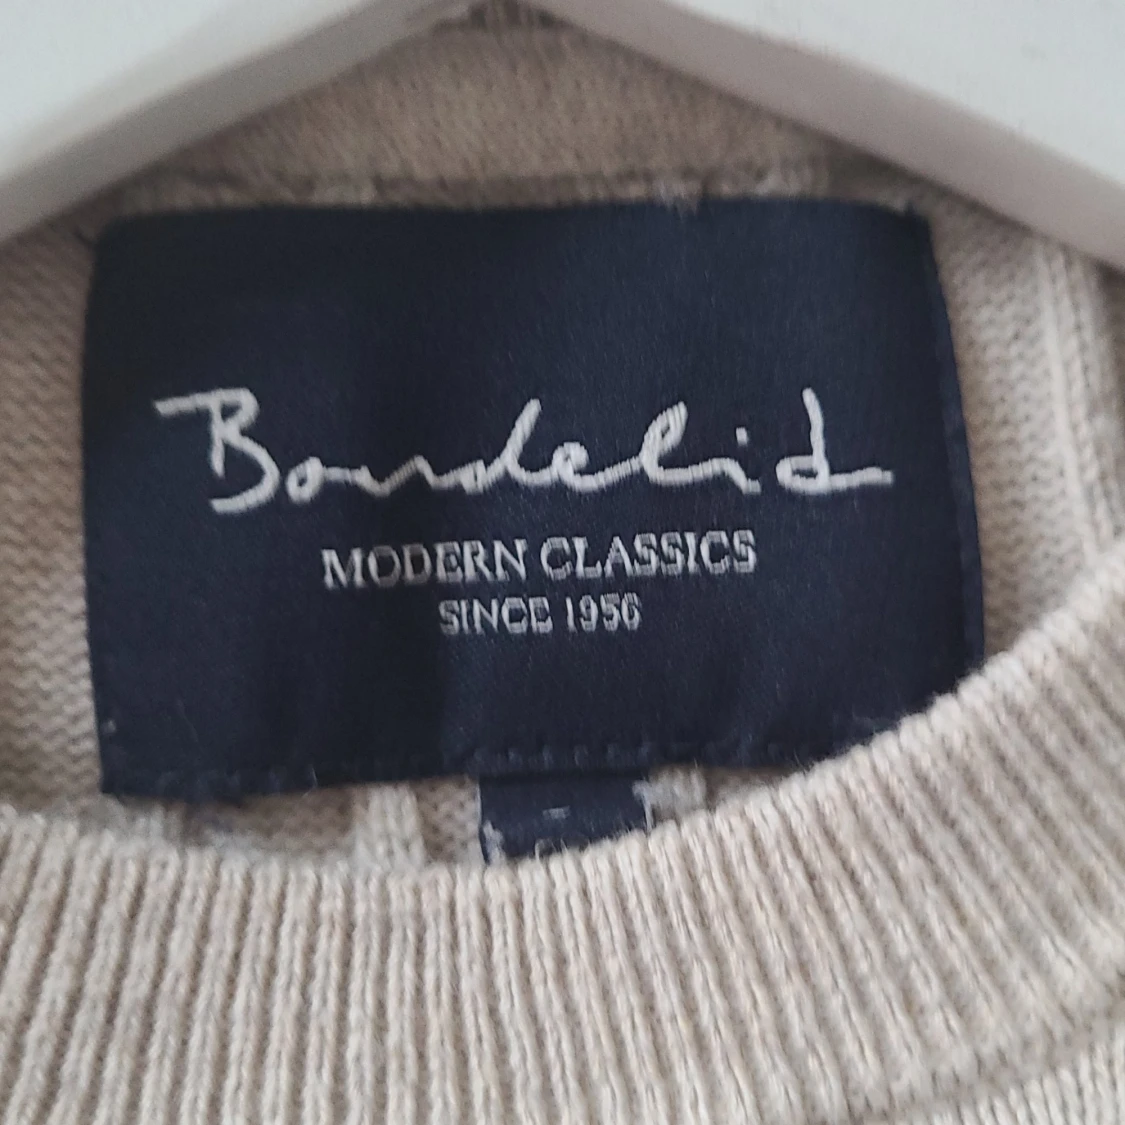 Bondelid
MODERN CLASSICS
SINCE 1956